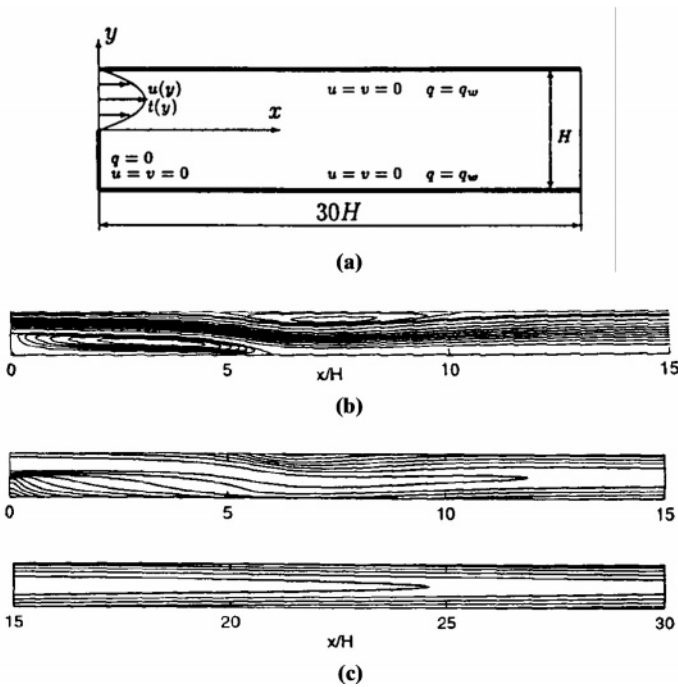 y
u(y)
t(y)
x
u = v = 0 q = q_w
H
q = 0
u = v = 0
u = v = 0 q = q_w
30H
(a)
0 5 10 15
x/H
(b)
0 5 10 15
15 20 25 30
x/H
(c)